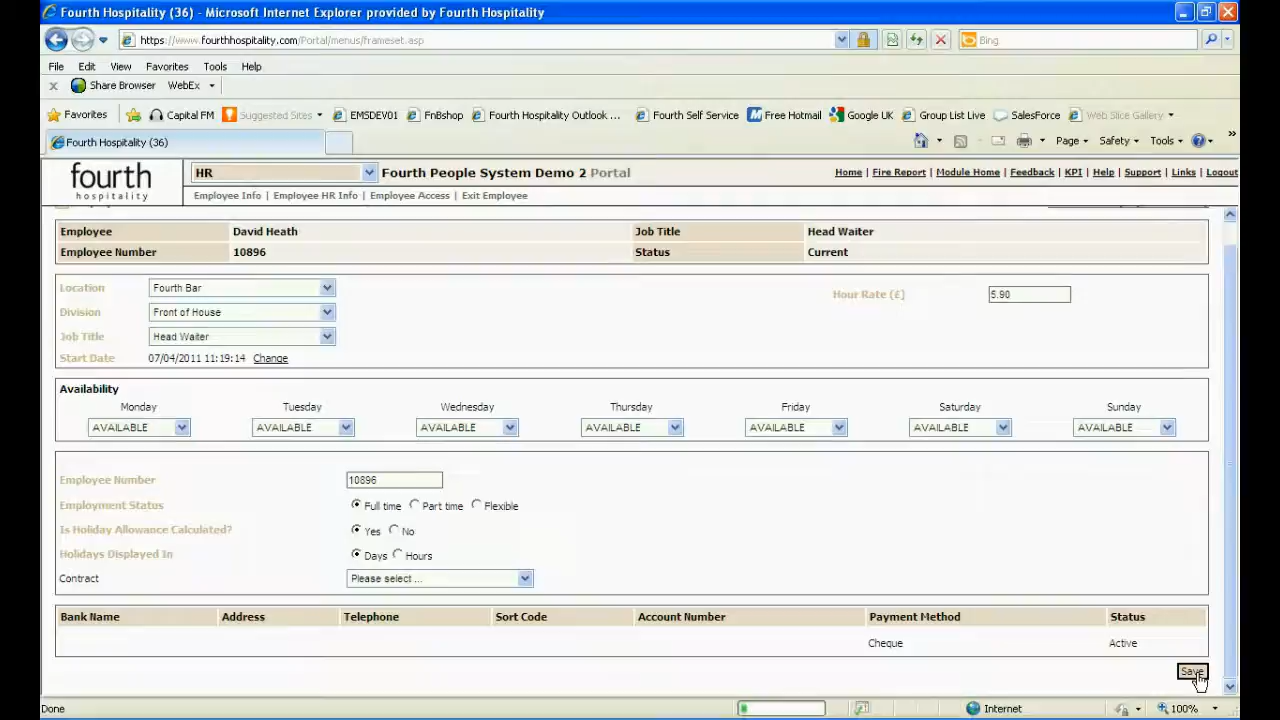 Fourth Hospitality (36) - Microsoft Internet Explorer provided by Fourth Hospitality
https://www.fourthhospitality.com/Portal/menus/frameset.asp
Bing
File Edit View Favorites Tools Help
x Share Browser WebEx
Favorites Capital FM Suggested Sites EMSDEV01 FnBshop Fourth Hospitality Outlook ... Fourth Self Service Free Hotmail Google UK Group List Live SalesForce Web Slice Gallery
Fourth Hospitality (36) Page Safety Tools
fourth
hospitality
HR Fourth People System Demo 2 Portal Home | Fire Report | Module Home | Feedback | KPI | Help | Support | Links | Logout
Employee Info | Employee HR Info | Employee Access | Exit Employee
Employee David Heath Job Title Head Waiter
Employee Number 10896 Status Current
Location Fourth Bar Hour Rate (£) 5.90
Division Front of House
Job Title Head Waiter
Start Date 07/04/2011 11:19:14 Change
Availability
Monday Tuesday Wednesday Thursday Friday Saturday Sunday
AVAILABLE AVAILABLE AVAILABLE AVAILABLE AVAILABLE AVAILABLE AVAILABLE
Employee Number 10896
Employment Status Full time Part time Flexible
Is Holiday Allowance Calculated? Yes No
Holidays Displayed In Days Hours
Contract Please select ...
Bank Name Address Telephone Sort Code Account Number Payment Method Status
Cheque Active
Save
Done Internet 100%